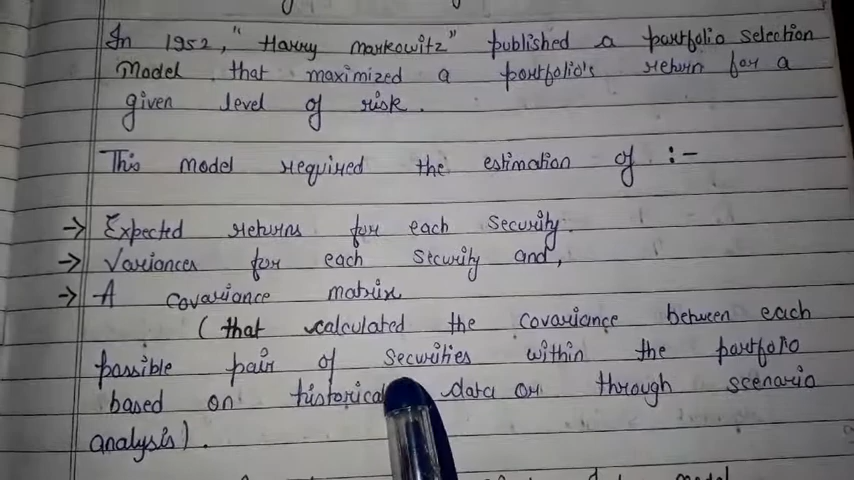 In 1952, "Harry markowitz" published a portfolio selection
Model that maximized a portfolio's return for a
given level of risk.
This model required the estimation of :-
→ Expected returns for each security.
→ Variances for each security and,
→ A covariance matrix
(that calculated the covariance between each
possible pair of securities within the portfolio
based on historical data or through scenario
analysis).
model